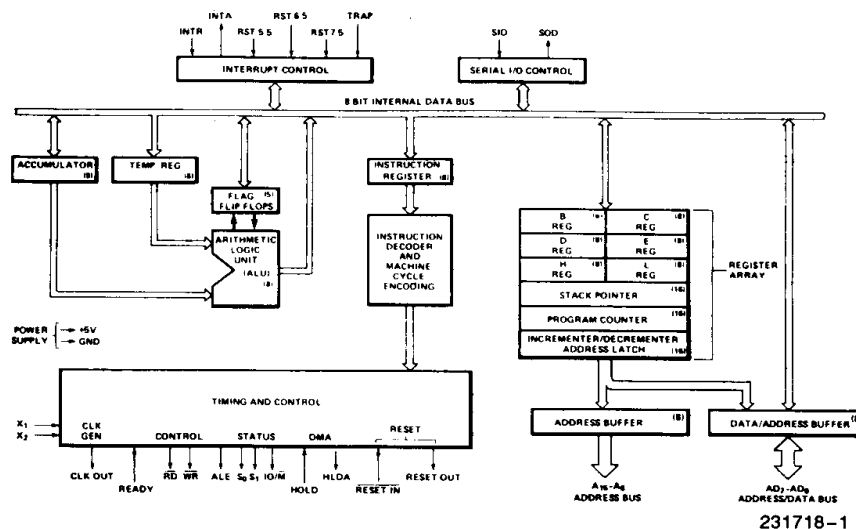 INTA
RST 6.5
TRAP
INTR
RST 5.5
RST 7.5
SID
SOD
INTERRUPT CONTROL
SERIAL I/O CONTROL
8 BIT INTERNAL DATA BUS
ACCUMULATOR (8)
TEMP REG (8)
INSTRUCTION
REGISTER (8)
(5)
FLAG
FLIP FLOPS
ARITHMETIC
LOGIC
UNIT
(ALU)
(8)
INSTRUCTION
DECODER
AND
MACHINE
CYCLE
ENCODING
B (8) C (8)
REG REG
D (8) E (8)
REG REG
H (8) L (8)
REG REG
REGISTER
ARRAY
STACK POINTER (16)
PROGRAM COUNTER (16)
INCREMENTER/DECREMENTER
ADDRESS LATCH (16)
POWER
SUPPLY
+5V
GND
TIMING AND CONTROL
X1
X2
CLK
GEN
CONTROL
STATUS
DMA
RESET
ADDRESS BUFFER (8)
DATA/ADDRESS BUFFER
CLK OUT
READY
RD WR
ALE S0 S1 IO/M
HOLD
HLDA
RESET IN
RESET OUT
ADDRESS BUS
AD7-AD0
ADDRESS/DATA BUS
231718-1